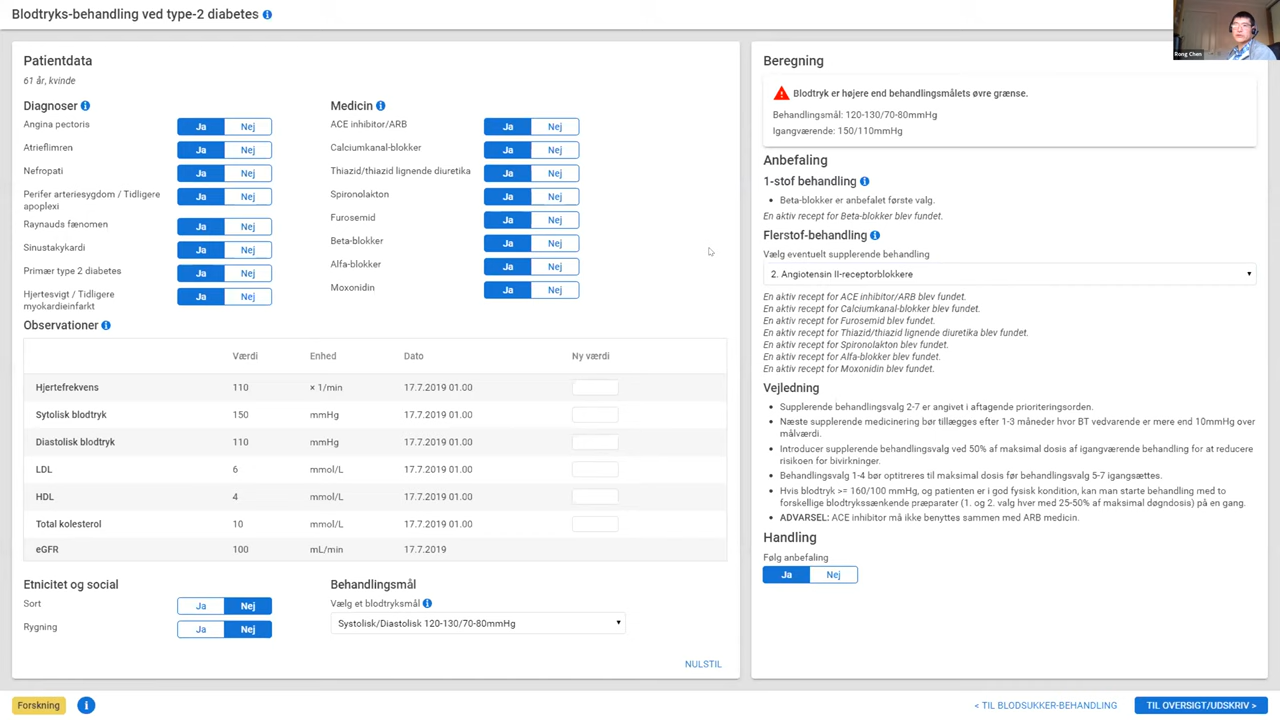 Blodtryks-behandling ved type-2 diabetes
Rong Chen
Patientdata
61 år, kvinde
Diagnoser
Angina pectoris Ja Nej
Atrieflimren Ja Nej
Nefropati Ja Nej
Perifer arteriesygdom / Tidligere
apopleksi Ja Nej
Raynauds fænomen Ja Nej
Sinustakykardi Ja Nej
Primær type 2 diabetes Ja Nej
Hjertesvigt / Tidligere
myokardieinfarkt Ja Nej
Medicin
ACE inhibitor/ARB Ja Nej
Calciumkanal-blokker Ja Nej
Thiazid/thiazid lignende diuretika Ja Nej
Spironolakton Ja Nej
Furosemid Ja Nej
Beta-blokker Ja Nej
Alfa-blokker Ja Nej
Moxonidin Ja Nej
Observationer
Værdi Enhed Dato Ny værdi
Hjertefrekvens 110 × 1/min 17.7.2019 01.00
Sytolisk blodtryk 150 mmHg 17.7.2019 01.00
Diastolisk blodtryk 110 mmHg 17.7.2019 01.00
LDL 6 mmol/L 17.7.2019 01.00
HDL 4 mmol/L 17.7.2019 01.00
Total kolesterol 10 mmol/L 17.7.2019 01.00
eGFR 100 mL/min 17.7.2019
Etnicitet og social
Sort Ja Nej
Rygning Ja Nej
Behandlingsmål
Vælg et blodtryksmål
Systolisk/Diastolisk 120-130/70-80mmHg
NULSTIL
Beregning
Blodtryk er højere end behandlingsmålets øvre grænse.
Behandlingsmål: 120-130/70-80mmHg
Igangværende: 150/110mmHg
Anbefaling
1-stof behandling
Beta-blokker er anbefalet første valg.
En aktiv recept for Beta-blokker blev fundet.
Flerstof-behandling
Vælg eventuelt supplerende behandling
2. Angiotensin II-receptorblokkere
En aktiv recept for ACE inhibitor/ARB blev fundet.
En aktiv recept for Calciumkanal-blokker blev fundet.
En aktiv recept for Furosemid blev fundet.
En aktiv recept for Thiazid/thiazid lignende diuretika blev fundet.
En aktiv recept for Spironolakton blev fundet.
En aktiv recept for Alfa-blokker blev fundet.
En aktiv recept for Moxonidin blev fundet.
Vejledning
Supplerende behandlingsvalg 2-7 er angivet i aftagende prioriteringsorden.
Næste supplerende medicinering bør tillægges efter 1-3 måneder hvor BT vedvarende er mere end 10mmHg over
målværdi.
Introducer supplerende behandlingsvalg ved 50% af maksimal dosis af igangværende behandling for at reducere
risikoen for bivirkninger.
Behandlingsvalg 1-4 bør optitreres til maksimal dosis før behandlingsvalg 5-7 igangsættes.
Hvis blodtryk >= 160/100 mmHg, og patienten er i god fysisk kondition, kan man starte behandling med to
forskellige blodtrykssænkende præparater (1. og 2. valg hver med 25-50% af maksimal døgndosis) på en gang.
ADVARSEL: ACE inhibitor må ikke benyttes sammen med ARB medicin.
Handling
Følg anbefaling
Ja Nej
Forskning
< TIL BLODSUKKER-BEHANDLING
TIL OVERSIGT/UDSKRIV >